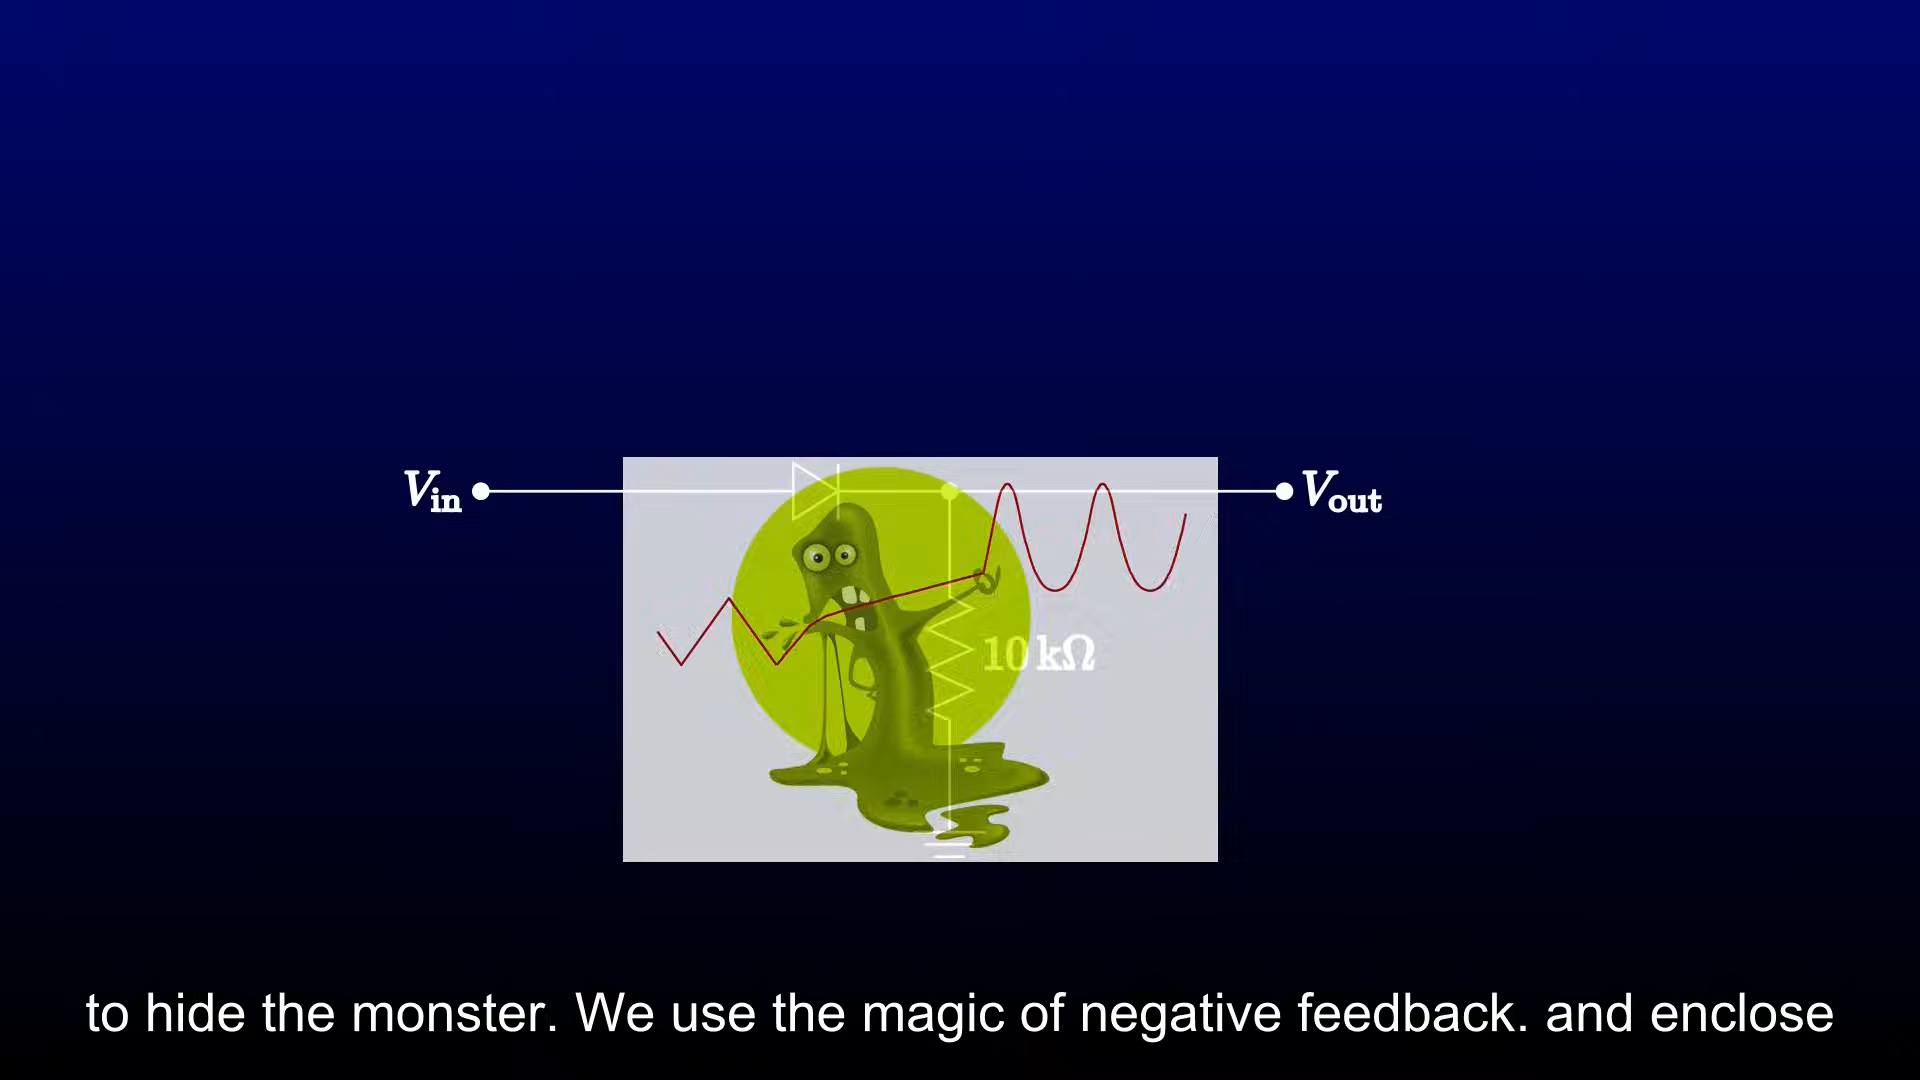 Vin
Vout
10 kΩ
to hide the monster. We use the magic of negative feedback. and enclose